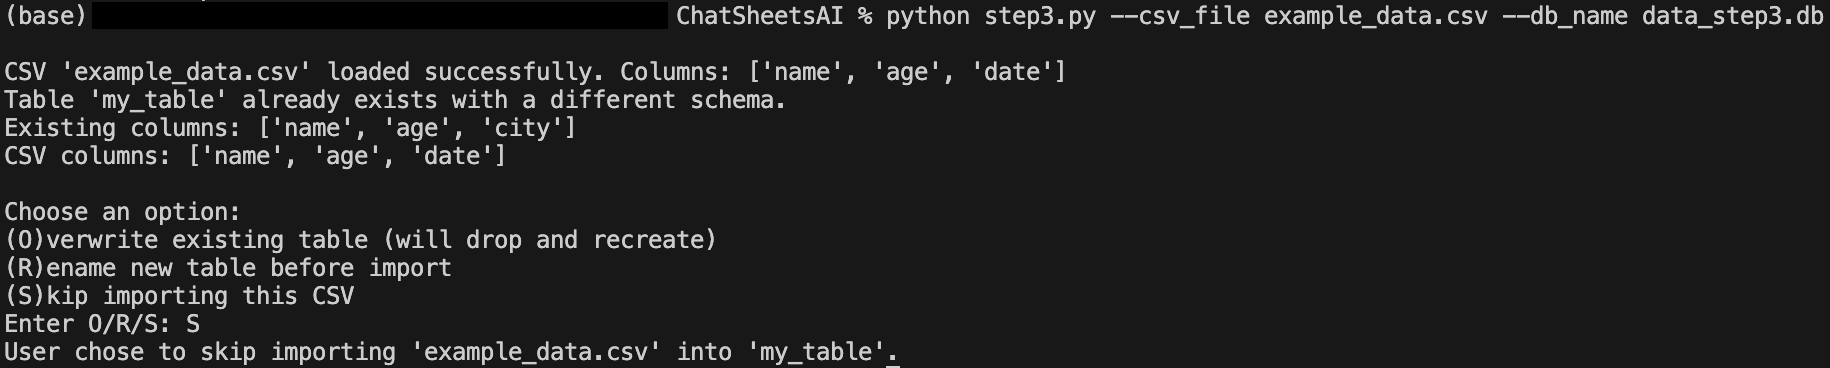 (base) ChatSheetsAI % python step3.py --csv_file example_data.csv --db_name data_step3.db
CSV 'example_data.csv' loaded successfully. Columns: ['name', 'age', 'date']
Table 'my_table' already exists with a different schema.
Existing columns: ['name', 'age', 'city']
CSV columns: ['name', 'age', 'date']
Choose an option:
(O)verwrite existing table (will drop and recreate)
(R)ename new table before import
(S)kip importing this CSV
Enter O/R/S: S
User chose to skip importing 'example_data.csv' into 'my_table'.